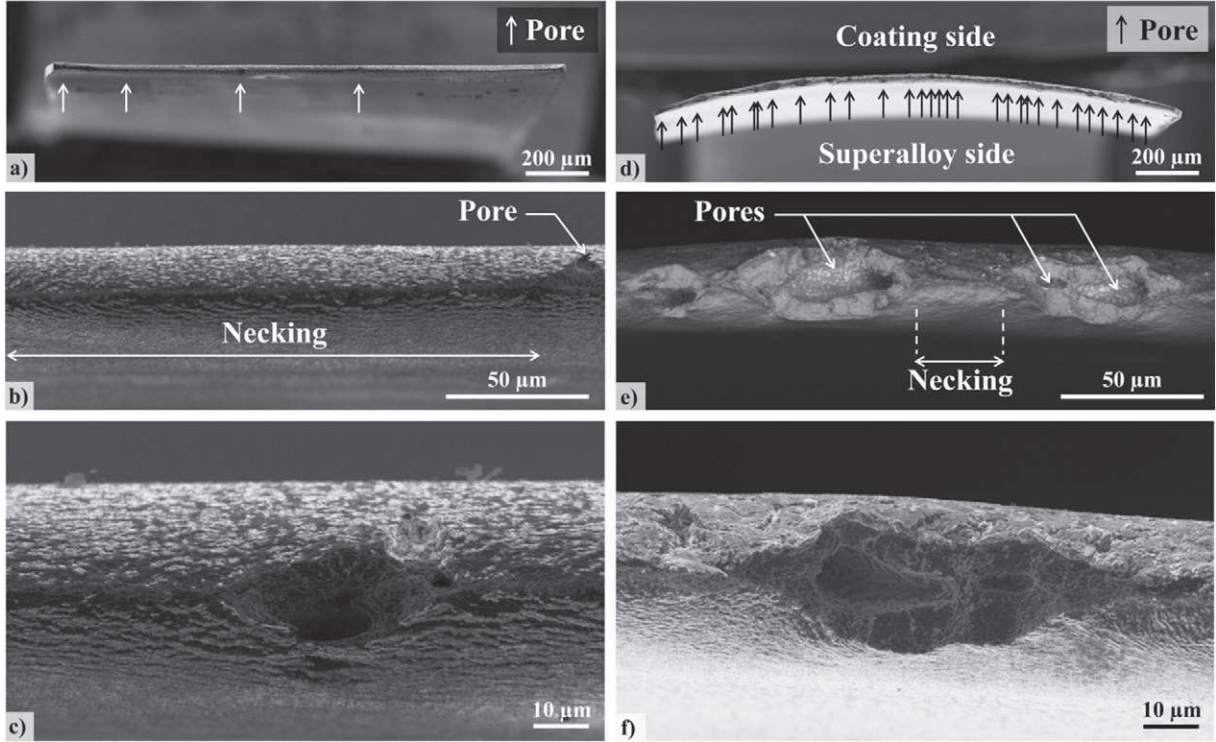 ↑ Pore
200 µm
a)
Pore
Necking
50 µm
b)
10 µm
c)
↑ Pore
Coating side
Superalloy side
200 µm
d)
Pores
Necking
50 µm
e)
10 µm
f)